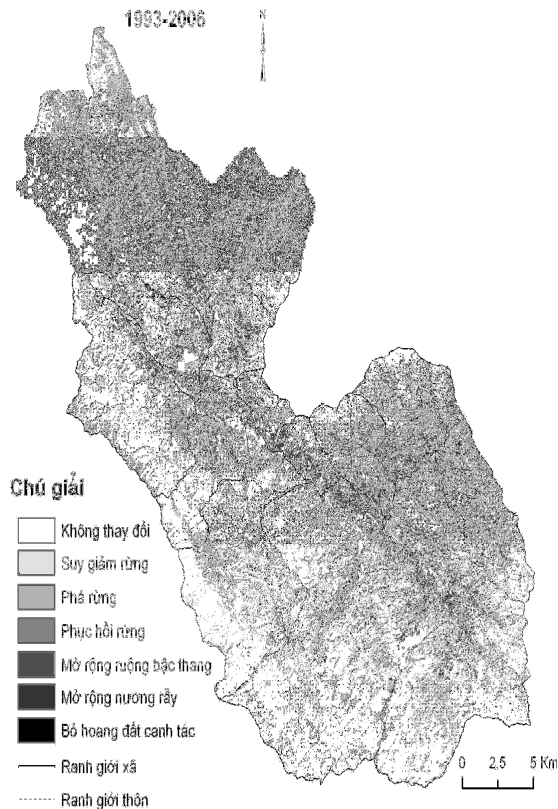 1993-2006
N
Chú giải
Không thay đổi
Suy giảm rừng
Phá rừng
Phục hồi rừng
Mở rộng ruộng bậc thang
Mở rộng nương rẫy
Bỏ hoang đất canh tác
Ranh giới xã
Ranh giới thôn
0 2,5 5 Km